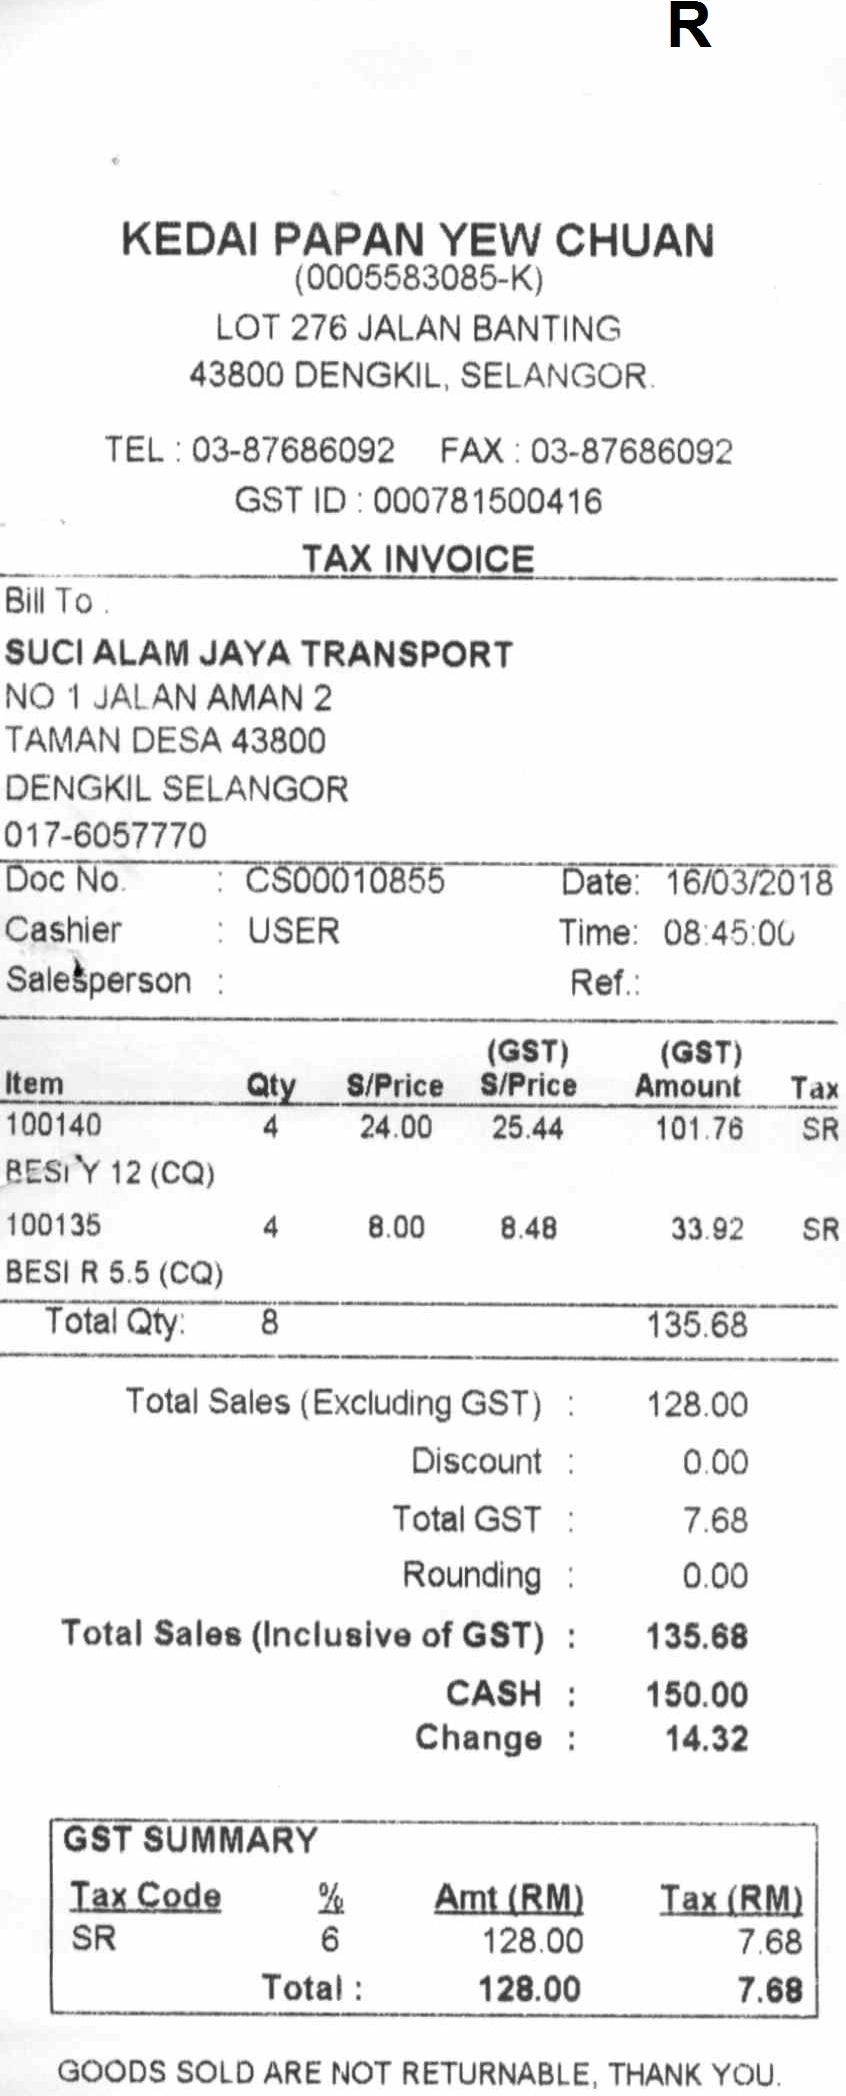 R
KEDAI PAPAN YEW CHUAN
(0005583085-K)
LOT 276 JALAN BANTING
43800 DENGKIL, SELANGOR.
TEL : 03-87686092 FAX : 03-87686092
GST ID : 000781500416
TAX INVOICE
Bill To .
SUCI ALAM JAYA TRANSPORT
NO 1 JALAN AMAN 2
TAMAN DESA 43800
DENGKIL SELANGOR
017-6057770
Doc No. : CS00010855 Date: 16/03/2018
Cashier : USER Time: 08:45:00
Salesperson : Ref.:
(GST) (GST)
Item Qty S/Price S/Price Amount Tax
100140 4 24.00 25.44 101.76 SR
BESI Y 12 (CQ)
100135 4 8.00 8.48 33.92 SR
BESI R 5.5 (CQ)
Total Qty: 8 135.68
Total Sales (Excluding GST) : 128.00
Discount : 0.00
Total GST : 7.68
Rounding : 0.00
Total Sales (Inclusive of GST) : 135.68
CASH : 150.00
Change : 14.32
GST SUMMARY
Tax Code % Amt (RM) Tax (RM)
SR 6 128.00 7.68
Total : 128.00 7.68
GOODS SOLD ARE NOT RETURNABLE, THANK YOU.